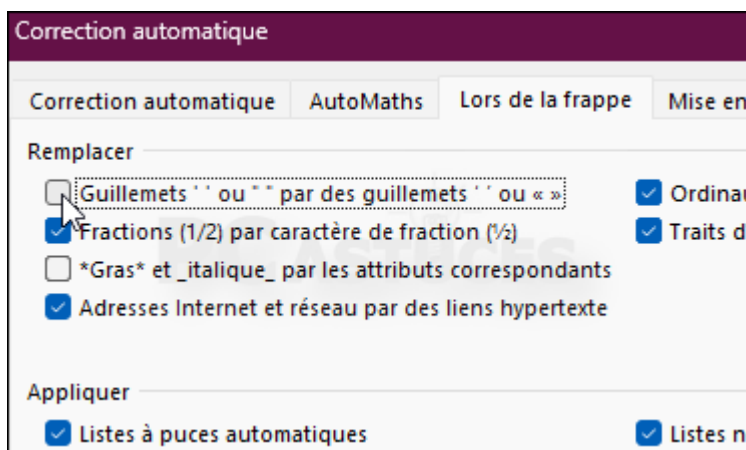 Correction automatique
Correction automatique AutoMaths Lors de la frappe Mise en
Remplacer
Guillemets ' ' ou " " par des guillemets ‘ ’ ou « » Ordinau
Fractions (1/2) par caractère de fraction (½) Traits d
*Gras* et _italique_ par les attributs correspondants
Adresses Internet et réseau par des liens hypertexte
PC ASTUCES
Appliquer
Listes à puces automatiques Listes n